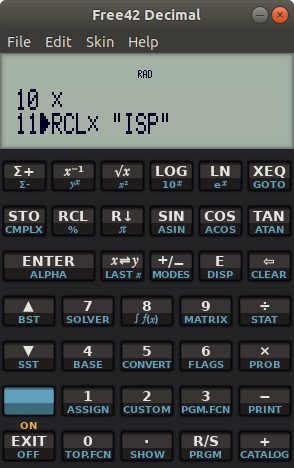 Free42 Decimal
File Edit Skin Help
RAD
10 ×
11▸RCL× "ISP"
Σ+ x⁻¹ √x LOG LN XEQ
Σ- yˣ x² 10ˣ eˣ GOTO
STO RCL R↓ SIN COS TAN
CMPLX % π ASIN ACOS ATAN
ENTER x⇄y +/− E ⇦
ALPHA LAST x MODES DISP CLEAR
▲ 7 8 9 ÷
BST SOLVER ∫f(x) MATRIX STAT
▼ 4 5 6 ×
SST BASE CONVERT FLAGS PROB
1 2 3 −
ASSIGN CUSTOM PGM.FCN PRINT
ON
EXIT 0 · R/S +
OFF TOP.FCN SHOW PRGM CATALOG